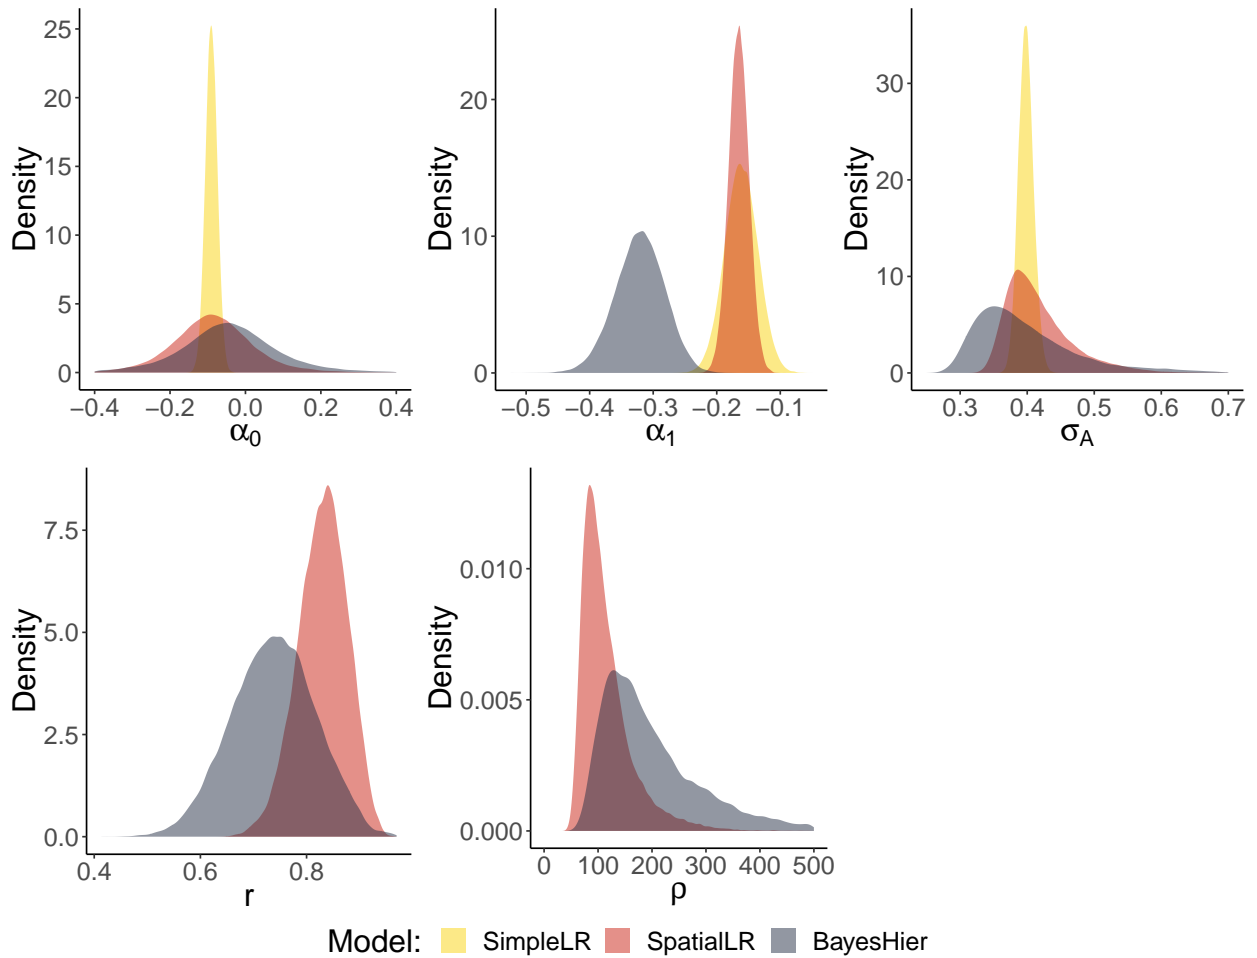 25
20
15
10
5
0
Density
−0.4 −0.2 0.0 0.2 0.4
α0
20
10
0
Density
−0.5 −0.4 −0.3 −0.2 −0.1
α1
30
20
10
0
Density
0.3 0.4 0.5 0.6 0.7
σA
7.5
5.0
2.5
0.0
Density
0.4 0.6 0.8
r
0.010
0.005
0.000
Density
0 100 200 300 400 500
ρ
Model: SimpleLR SpatialLR BayesHier